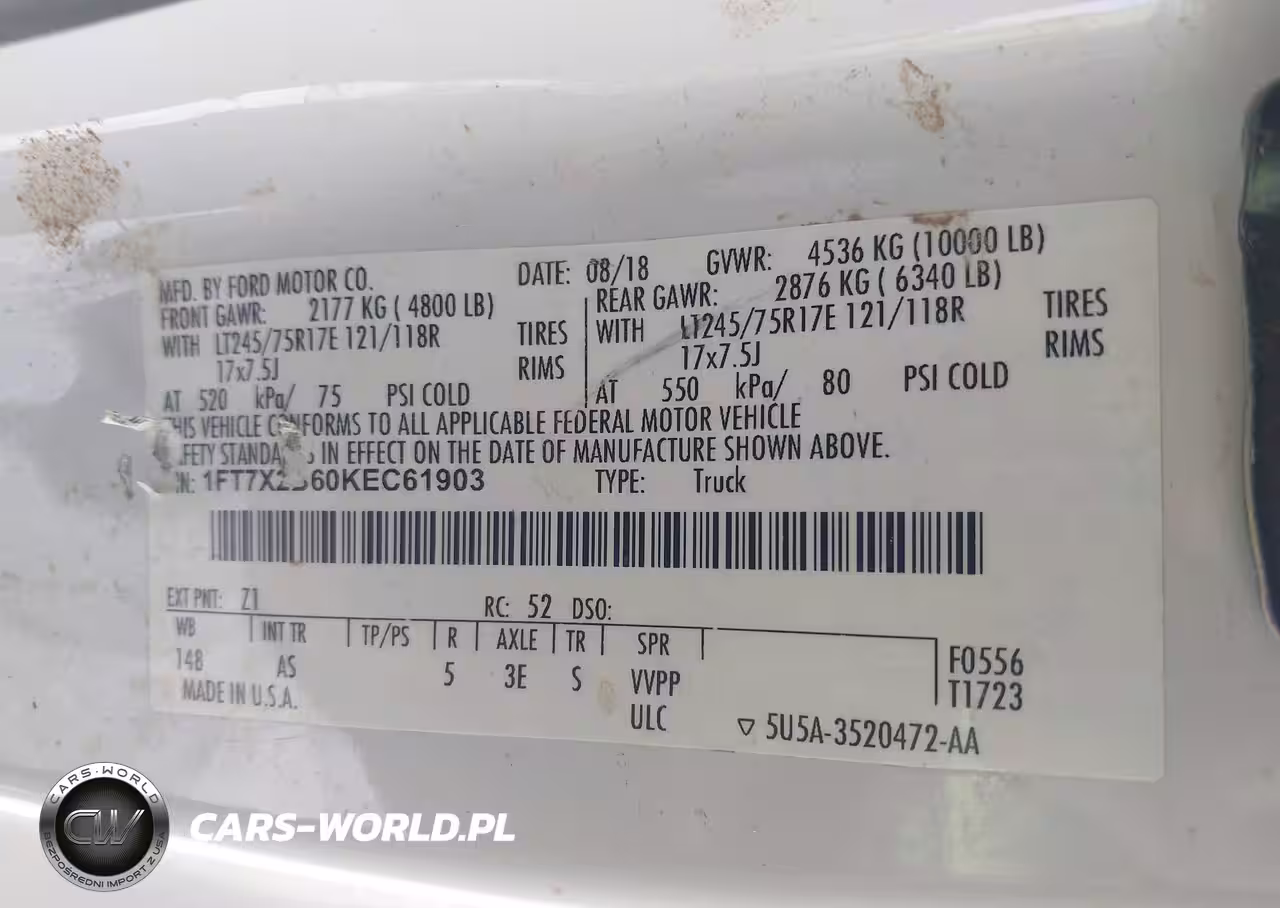 MFD. BY FORD MOTOR CO. DATE: 08/18 GVWR: 4536 KG (10000 LB)
FRONT GAWR: 2177 KG ( 4800 LB) REAR GAWR: 2876 KG ( 6340 LB)
WITH LT245/75R17E 121/118R TIRES WITH LT245/75R17E 121/118R TIRES
17x7.5J RIMS 17x7.5J RIMS
AT 520 kPa/ 75 PSI COLD AT 550 kPa/ 80 PSI COLD
THIS VEHICLE CONFORMS TO ALL APPLICABLE FEDERAL MOTOR VEHICLE
IN EFFECT ON THE DATE OF MANUFACTURE SHOWN ABOVE.
TYPE: Truck
EXT PNT: Z1 RC: 52 DSO:
WB INT TR TP/PS R AXLE TR SPR
148 AS 5 3E S VVPP
F0556
T1723
MADE IN U.S.A. ULC
▽ 5U5A-3520472-AA
CARS-WORLD
CW
BEZPOŚREDNI IMPORT Z USA
CARS-WORLD.PL